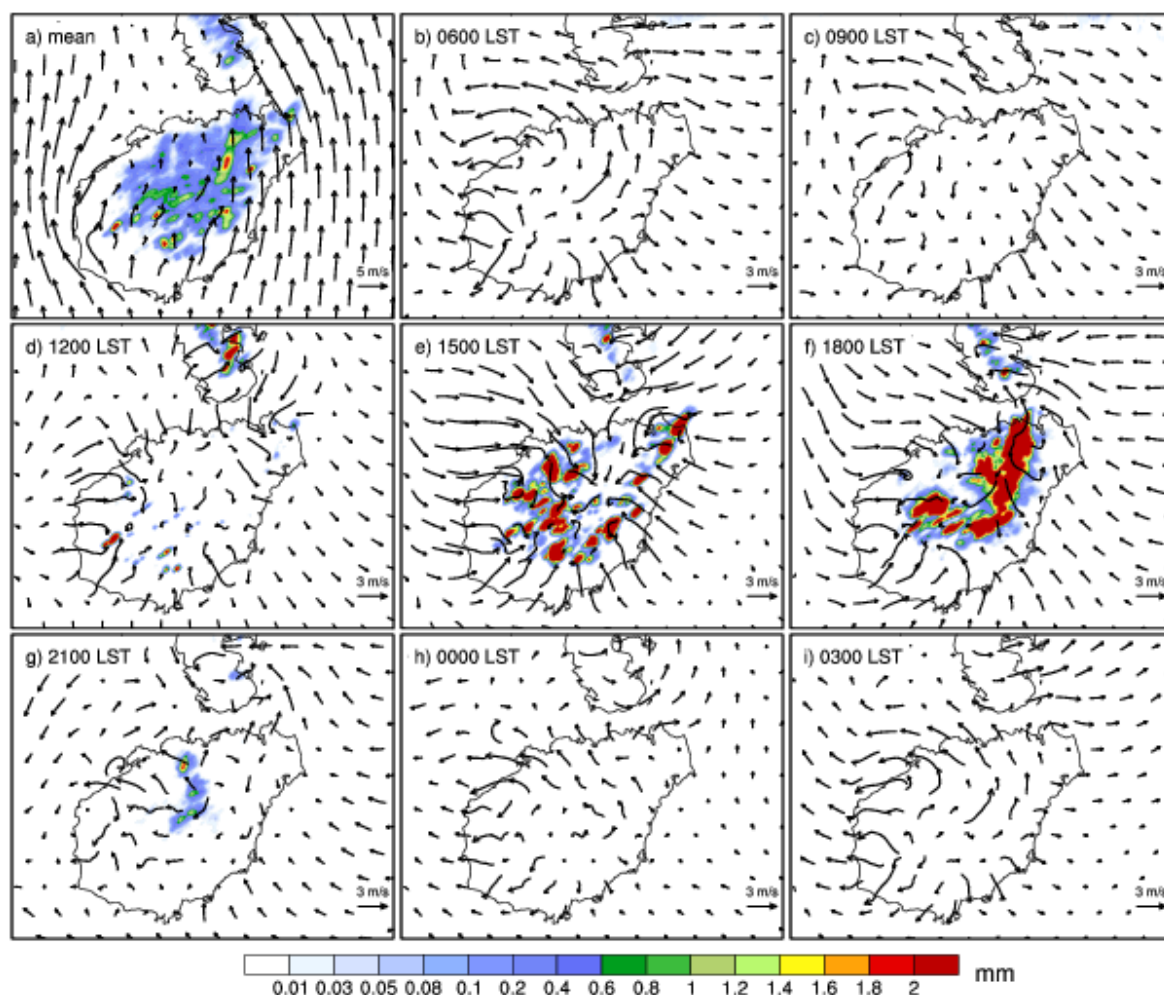 a) mean
5 m/s
b) 0600 LST
3 m/s
c) 0900 LST
3 m/s
d) 1200 LST
3 m/s
e) 1500 LST
3 m/s
f) 1800 LST
3 m/s
g) 2100 LST
3 m/s
h) 0000 LST
3 m/s
i) 0300 LST
3 m/s
0.01 0.03 0.05 0.08 0.1 0.2 0.4 0.6 0.8 1 1.2 1.4 1.6 1.8 2 mm